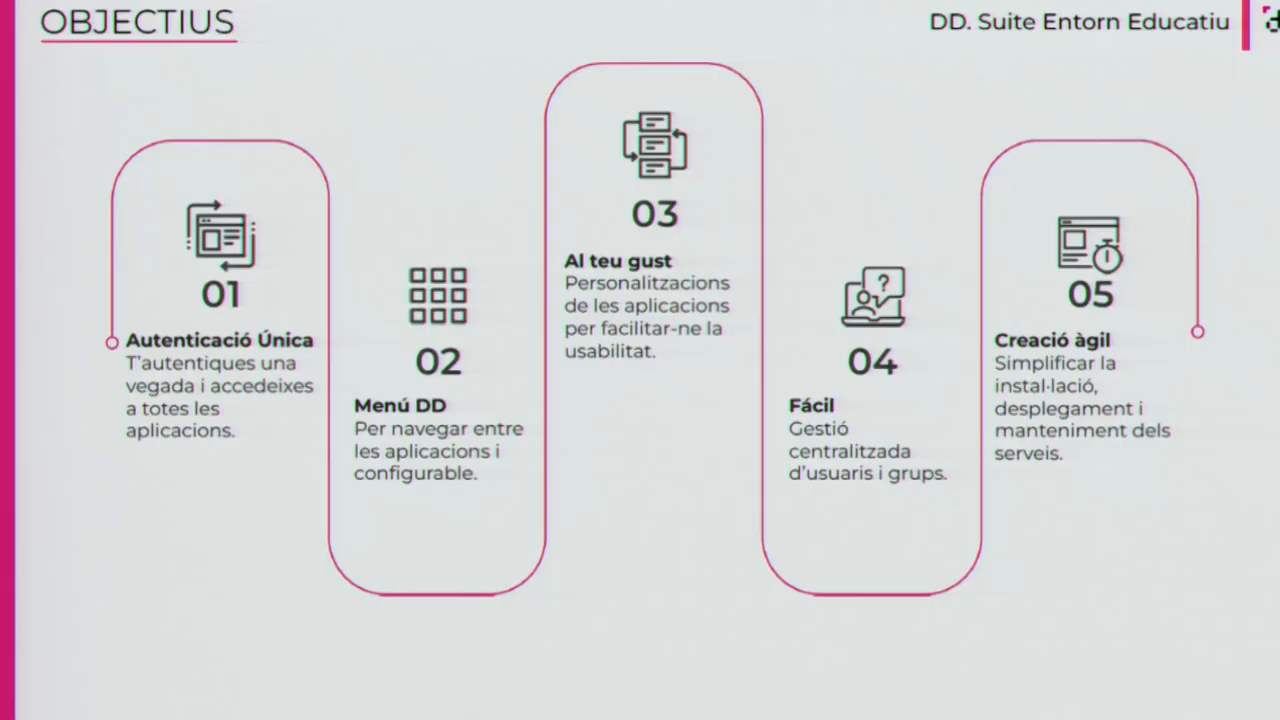 OBJECTIUS
DD. Suite Entorn Educatiu
01
Autenticació Única
T'autentiques una
vegada i accedeixes
a totes les
aplicacions.
02
Menú DD
Per navegar entre
les aplicacions i
configurable.
03
Al teu gust
Personalitzacions
de les aplicacions
per facilitar-ne la
usabilitat.
?
04
Fácil
Gestió
centralitzada
d'usuaris i grups.
05
Creació àgil
Simplificar la
instal·lació,
desplegament i
manteniment dels
serveis.